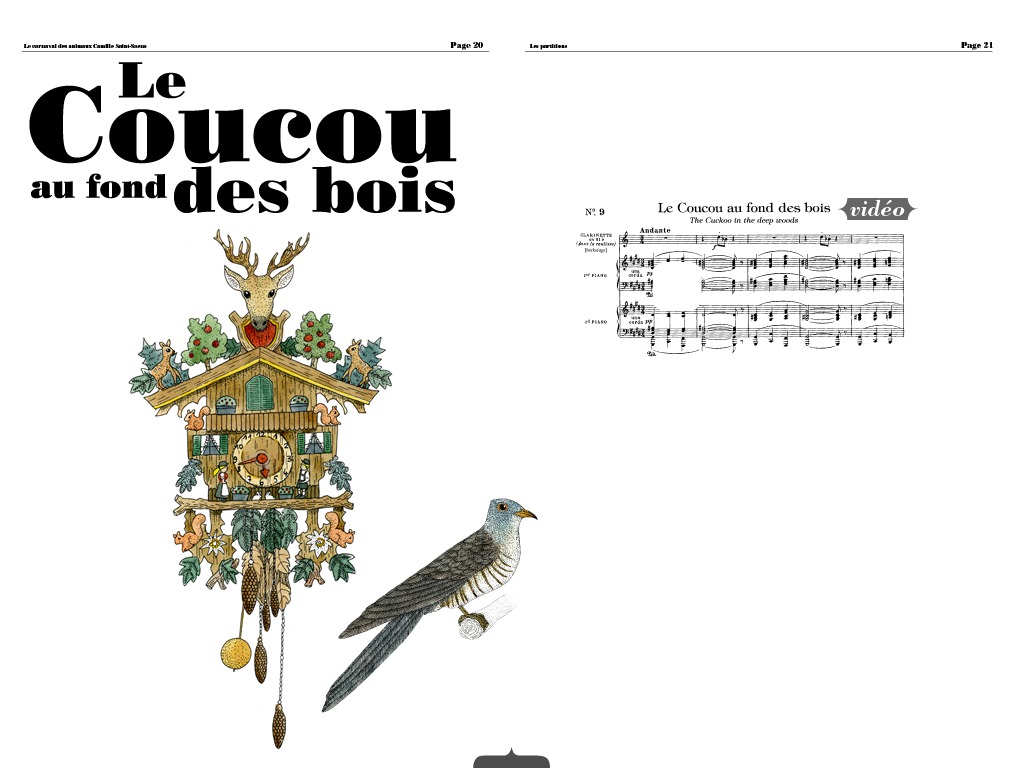 Le carnaval des animaux Camille Saint-Saens
Page 20
Le
Coucou
au fond des bois
Les partitions
Page 21
Nº. 9
Le Coucou au fond des bois
vidéo
The Cuckoo in the deep woods
Andante
CLARINETTE
en SI b
(dans la coulisse)
1er PIANO
una
corda
pp
2d PIANO
una
corda
pp